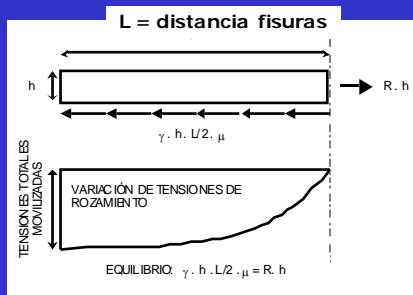 L = distancia fisuras
h
R. h
γ. h. L/2. μ
TENSIONES TOTALES
MOVILIZADAS
VARIACIÓN DE TENSIONES DE
ROZAMIENTO
EQUILIBRIO: γ. h. L/2. μ = R. h